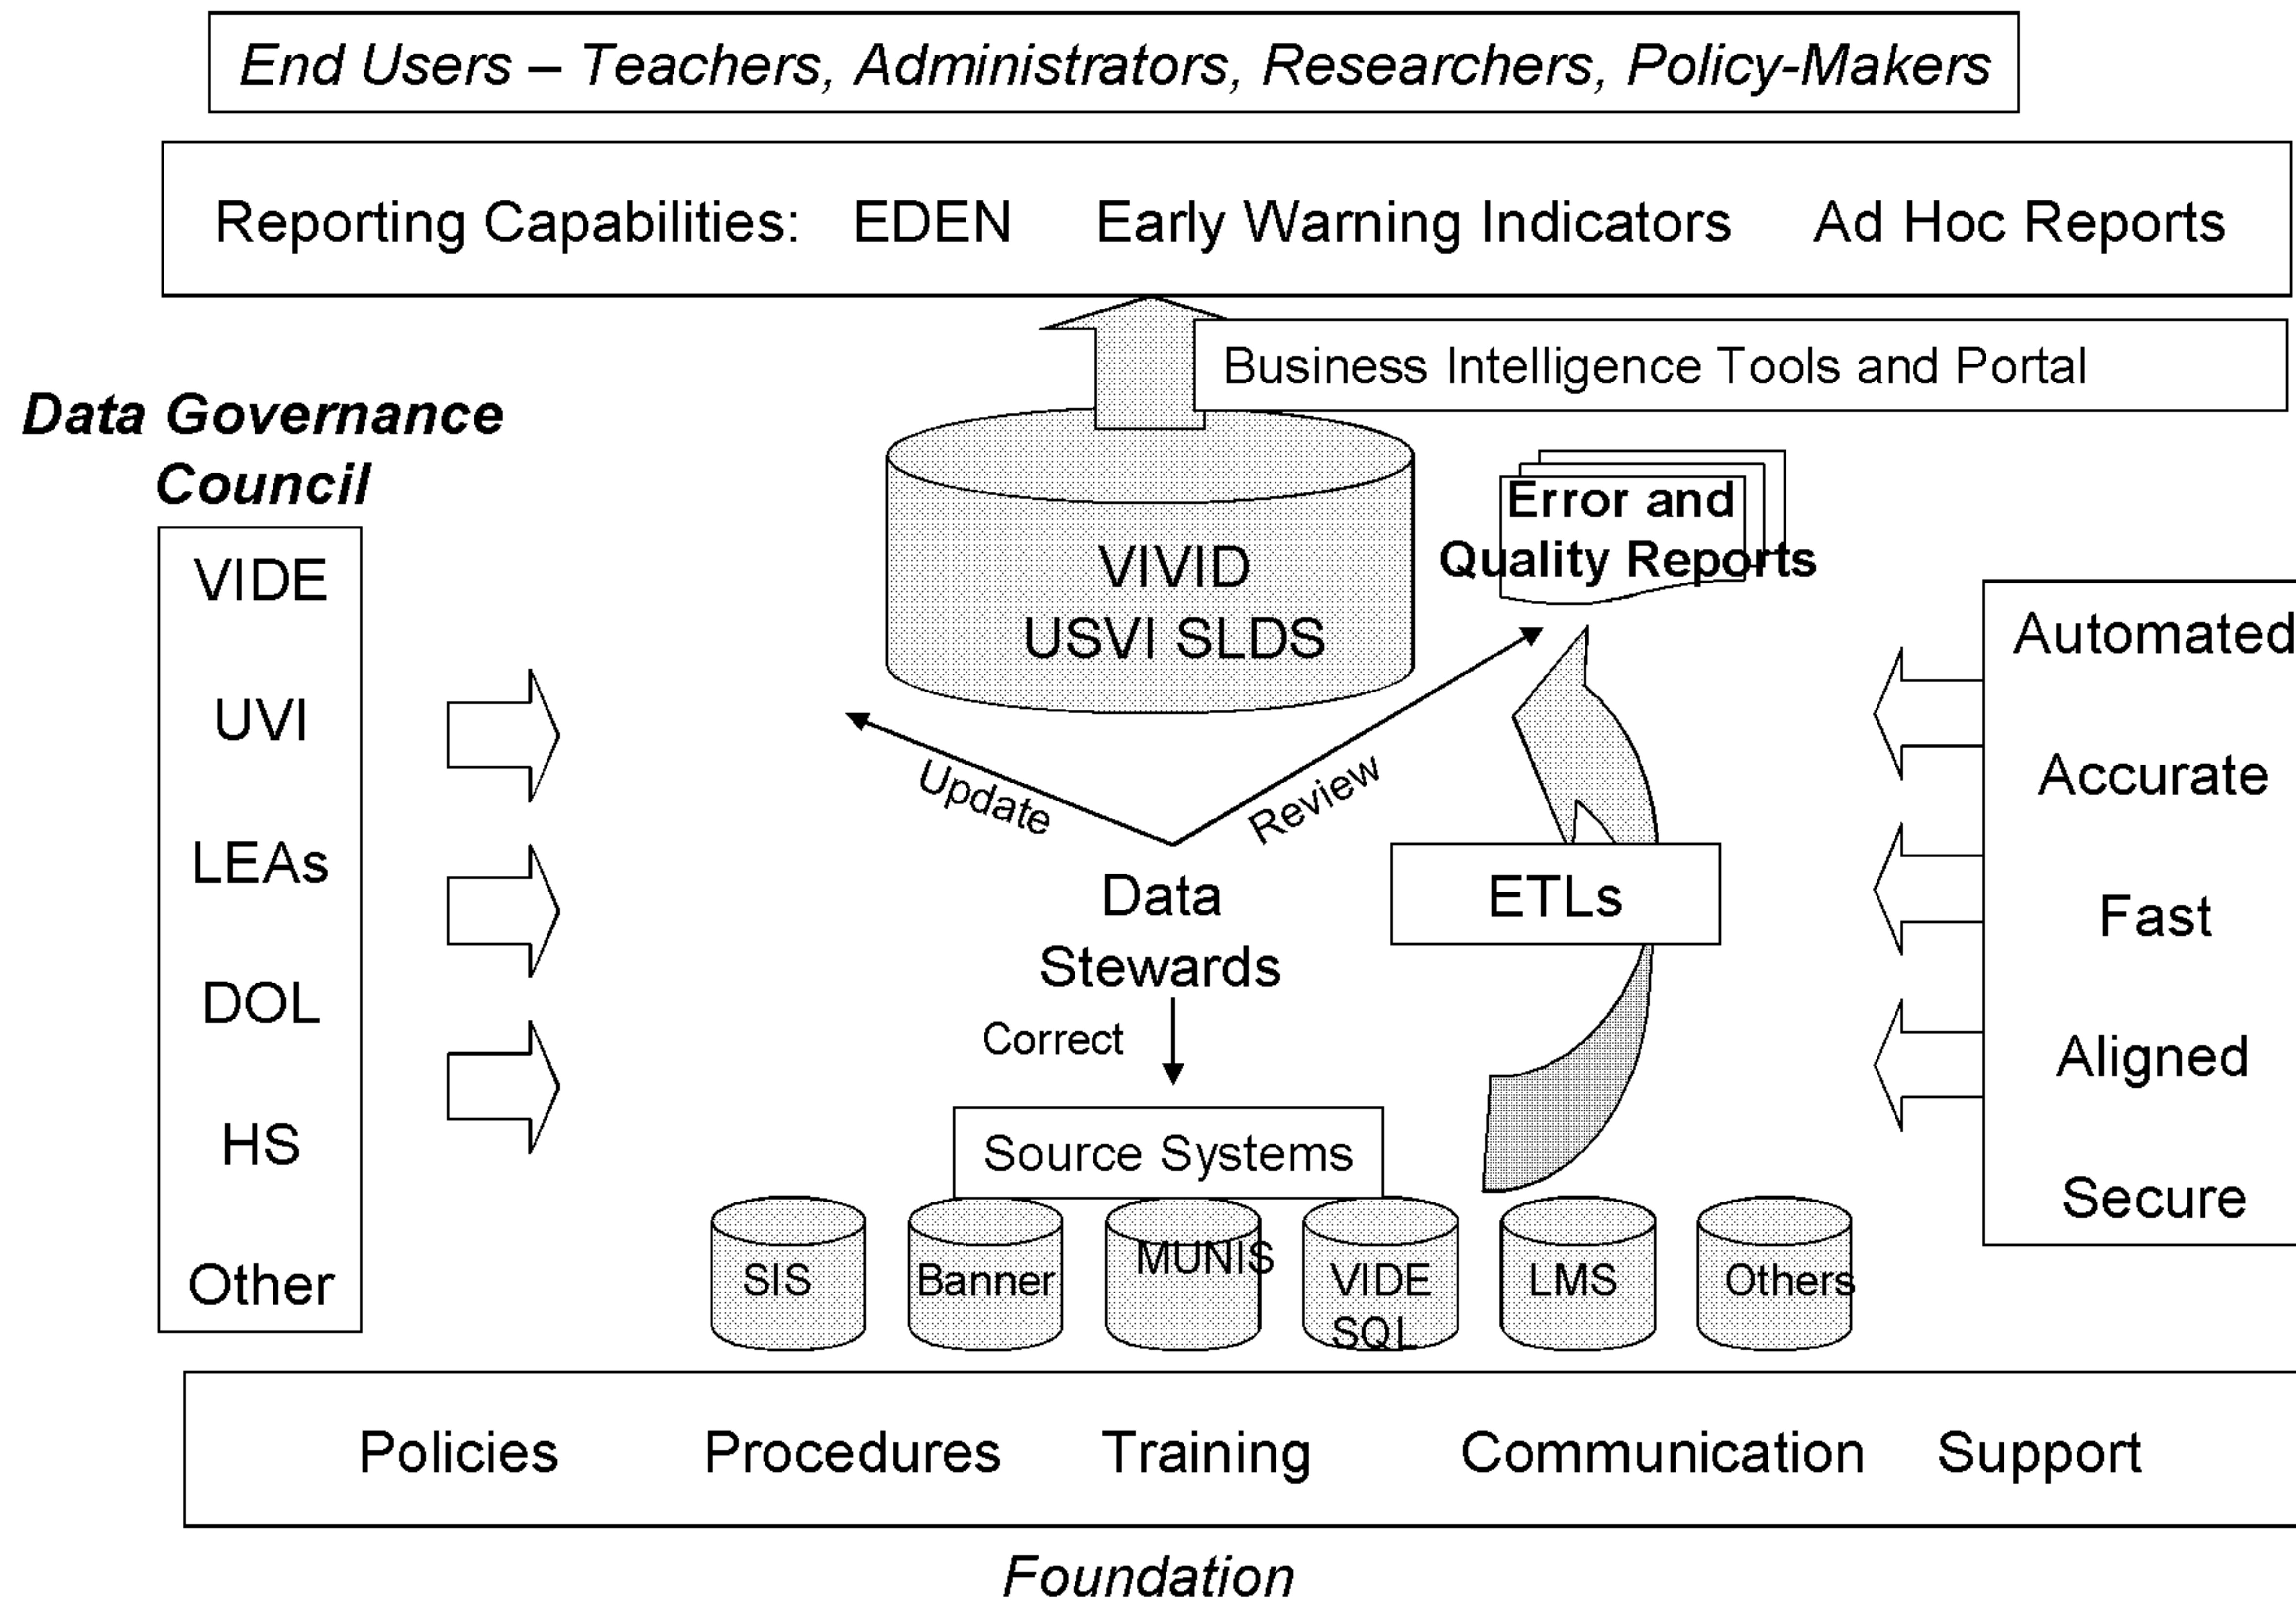 End Users – Teachers, Administrators, Researchers, Policy-Makers
Reporting Capabilities: EDEN Early Warning Indicators Ad Hoc Reports
Business Intelligence Tools and Portal
Data Governance
Council
VIDE
UVI
LEAs
DOL
HS
Other
VIVID
USVI SLDS
Error and
Quality Reports
Update
Review
Data
Stewards
Correct
ETLs
Automated
Accurate
Fast
Aligned
Secure
Source Systems
SIS
Banner
MUNIS
VIDE
SQL
LMS
Others
Policies Procedures Training Communication Support
Foundation